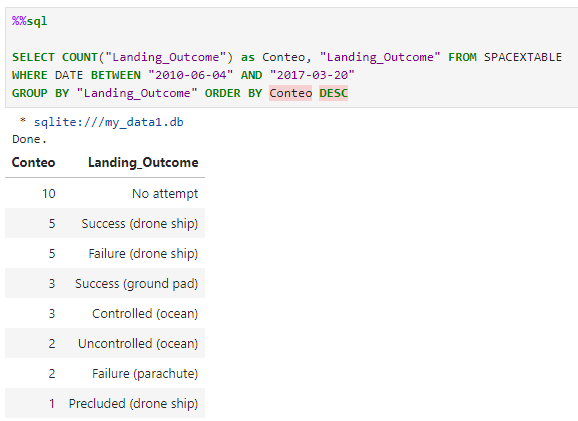 %%sql
SELECT COUNT("Landing_Outcome") as Conteo, "Landing_Outcome" FROM SPACEXTABLE
WHERE DATE BETWEEN "2010-06-04" AND "2017-03-20"
GROUP BY "Landing_Outcome" ORDER BY Conteo DESC
* sqlite:///my_data1.db
Done.
Conteo Landing_Outcome
10 No attempt
5 Success (drone ship)
5 Failure (drone ship)
3 Success (ground pad)
3 Controlled (ocean)
2 Uncontrolled (ocean)
2 Failure (parachute)
1 Precluded (drone ship)